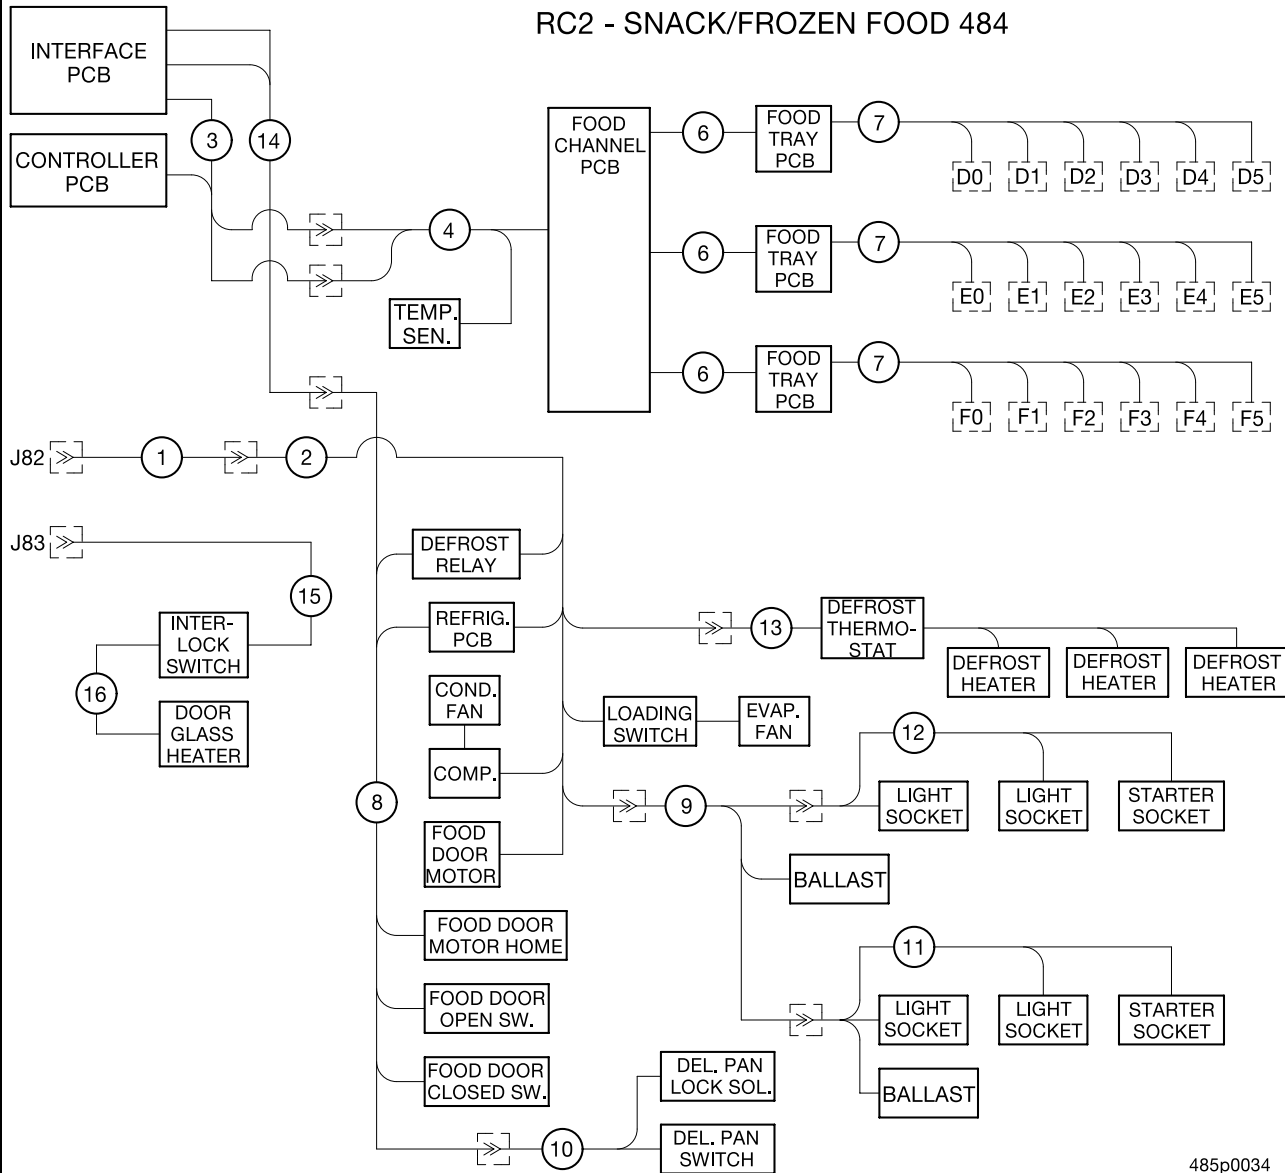 RC2 - SNACK/FROZEN FOOD 484
INTERFACE
PCB
CONTROLLER
PCB
3
14
4
TEMP.
SEN.
FOOD
CHANNEL
PCB
6
FOOD
TRAY
PCB
7
D0 D1 D2 D3 D4 D5
6
FOOD
TRAY
PCB
7
E0 E1 E2 E3 E4 E5
6
FOOD
TRAY
PCB
7
F0 F1 F2 F3 F4 F5
J82
1
2
J83
15
INTER-
LOCK
SWITCH
16
DOOR
GLASS
HEATER
DEFROST
RELAY
REFRIG.
PCB
COND.
FAN
COMP.
8
FOOD
DOOR
MOTOR
FOOD DOOR
MOTOR HOME
FOOD DOOR
OPEN SW.
FOOD DOOR
CLOSED SW.
13
DEFROST
THERMO-
STAT
DEFROST
HEATER
DEFROST
HEATER
DEFROST
HEATER
LOADING
SWITCH
EVAP.
FAN
9
12
LIGHT
SOCKET
LIGHT
SOCKET
STARTER
SOCKET
BALLAST
11
LIGHT
SOCKET
LIGHT
SOCKET
STARTER
SOCKET
BALLAST
10
DEL. PAN
LOCK SOL.
DEL. PAN
SWITCH
485p0034